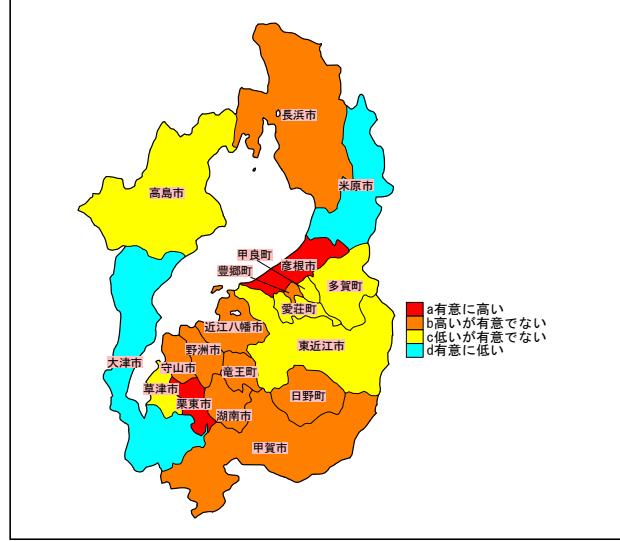 長浜市
米原市
高島市
甲良町
豊郷町
彦根市
多賀町
愛荘町
近江八幡市
東近江市
野洲市
大津市
守山市
竜王町
草津市
栗東市
日野町
湖南市
甲賀市
a有意に高い
b高いが有意でない
c低いが有意でない
d有意に低い